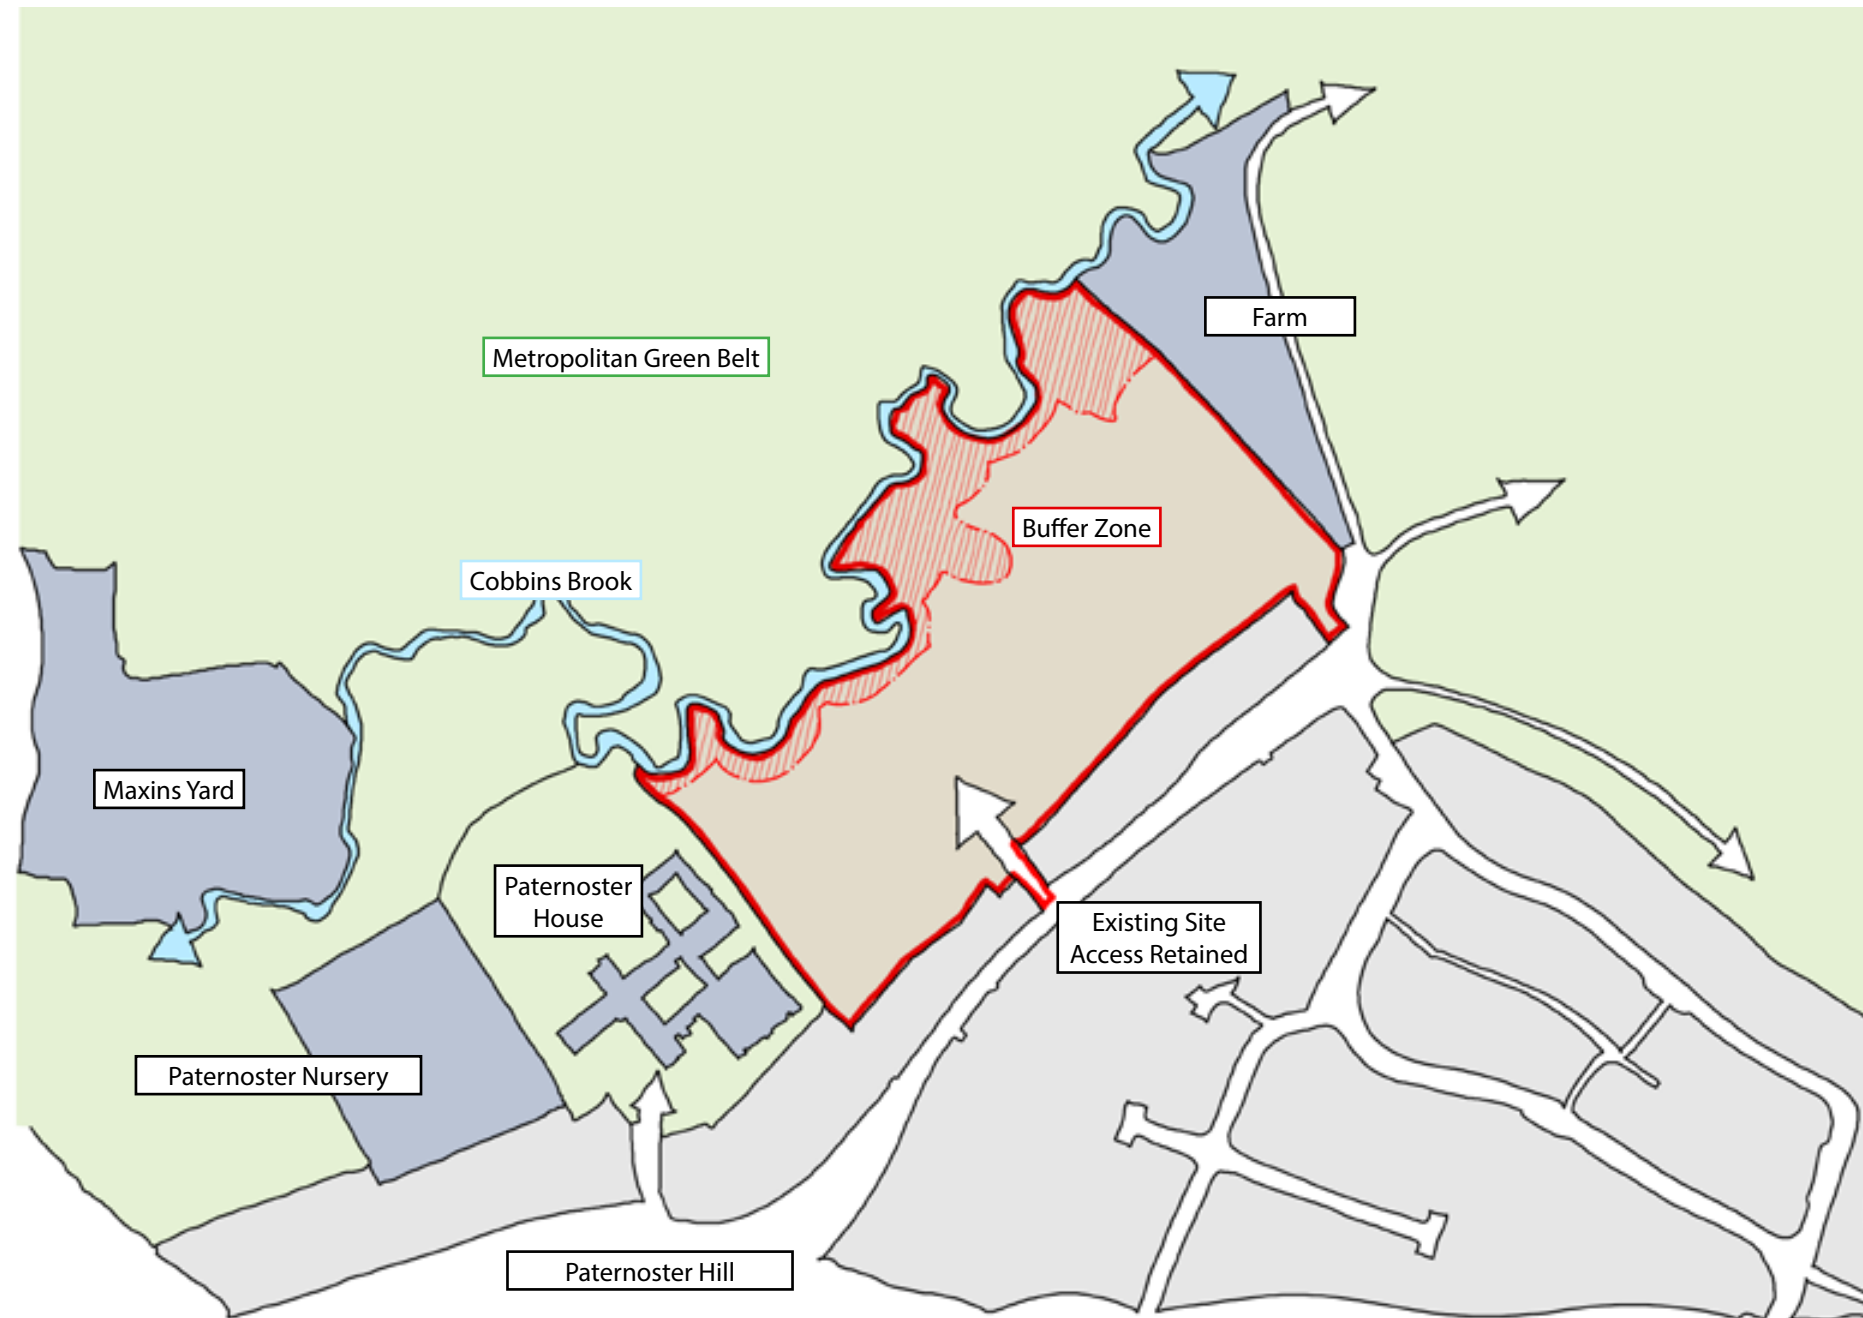 Farm
Metropolitan Green Belt
Buffer Zone
Cobbins Brook
Maxins Yard
Paternoster
House
Existing Site
Access Retained
Paternoster Nursery
Paternoster Hill